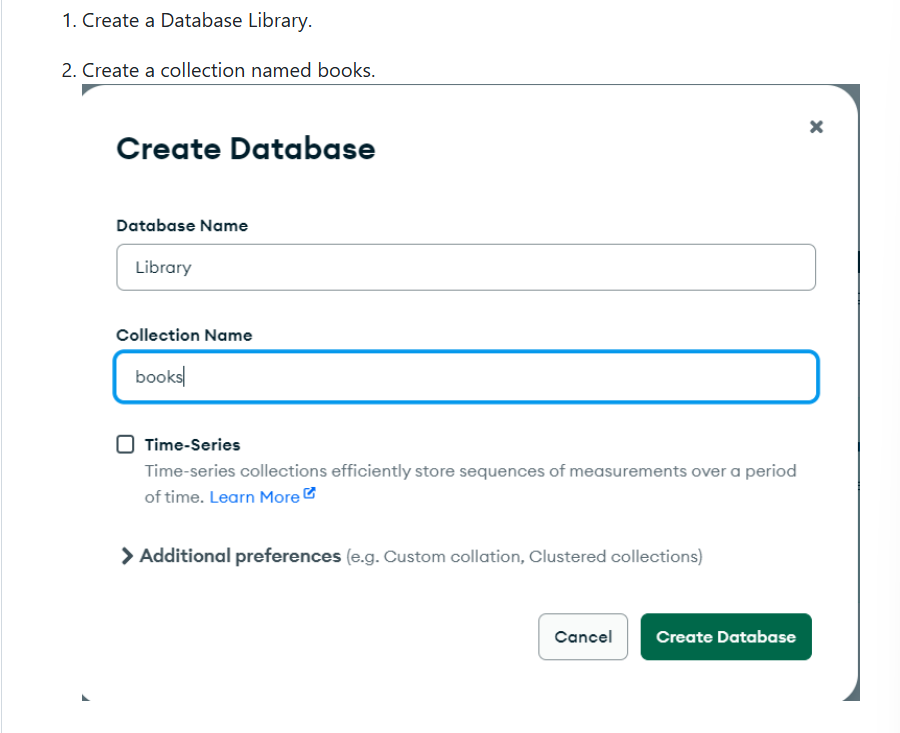 1. Create a Database Library.
2. Create a collection named books.
Create Database
Database Name
Library
Collection Name
books
Time-Series
Time-series collections efficiently store sequences of measurements over a period
of time. Learn More
Additional preferences (e.g. Custom collation, Clustered collections)
Cancel Create Database